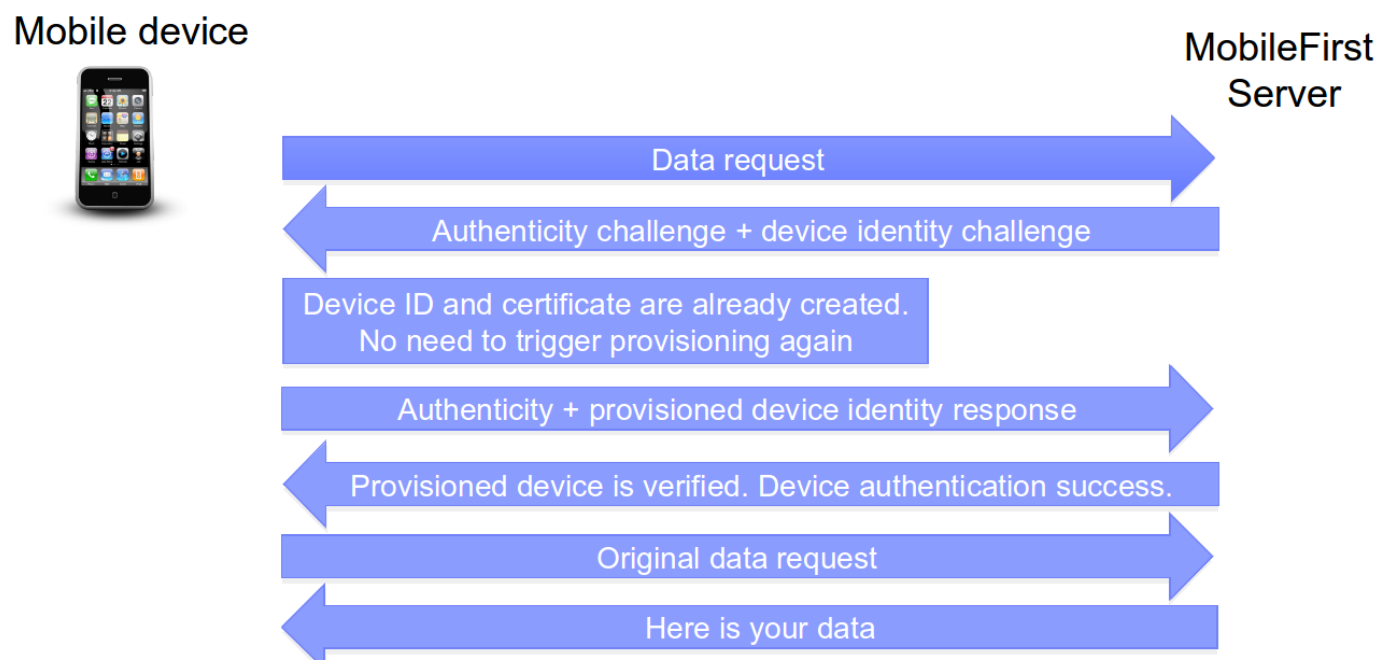 Mobile device
MobileFirst
Server
Data request
Authenticity challenge + device identity challenge
Device ID and certificate are already created.
No need to trigger provisioning again
Authenticity + provisioned device identity response
Provisioned device is verified. Device authentication success.
Original data request
Here is your data